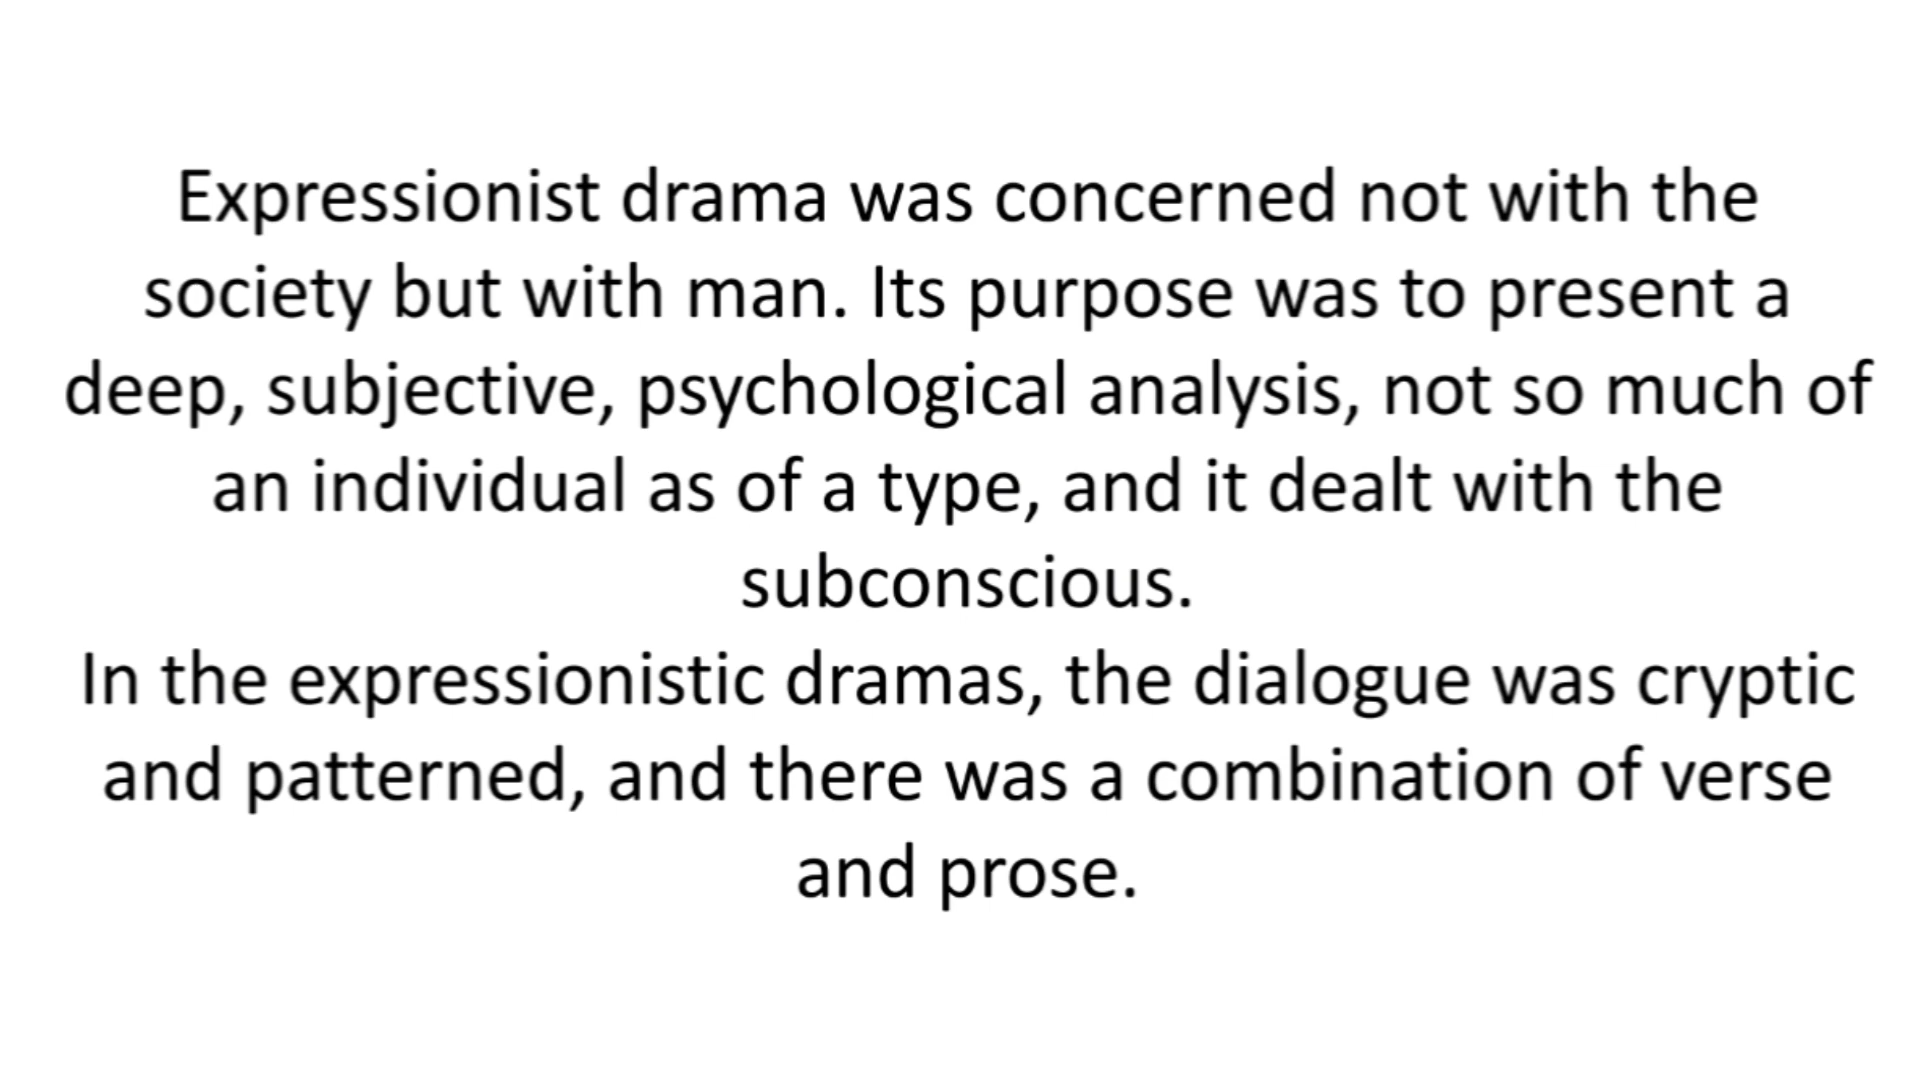 Expressionist drama was concerned not with the
society but with man. Its purpose was to present a
deep, subjective, psychological analysis, not so much of
an individual as of a type, and it dealt with the
subconscious.
In the expressionistic dramas, the dialogue was cryptic
and patterned, and there was a combination of verse
and prose.